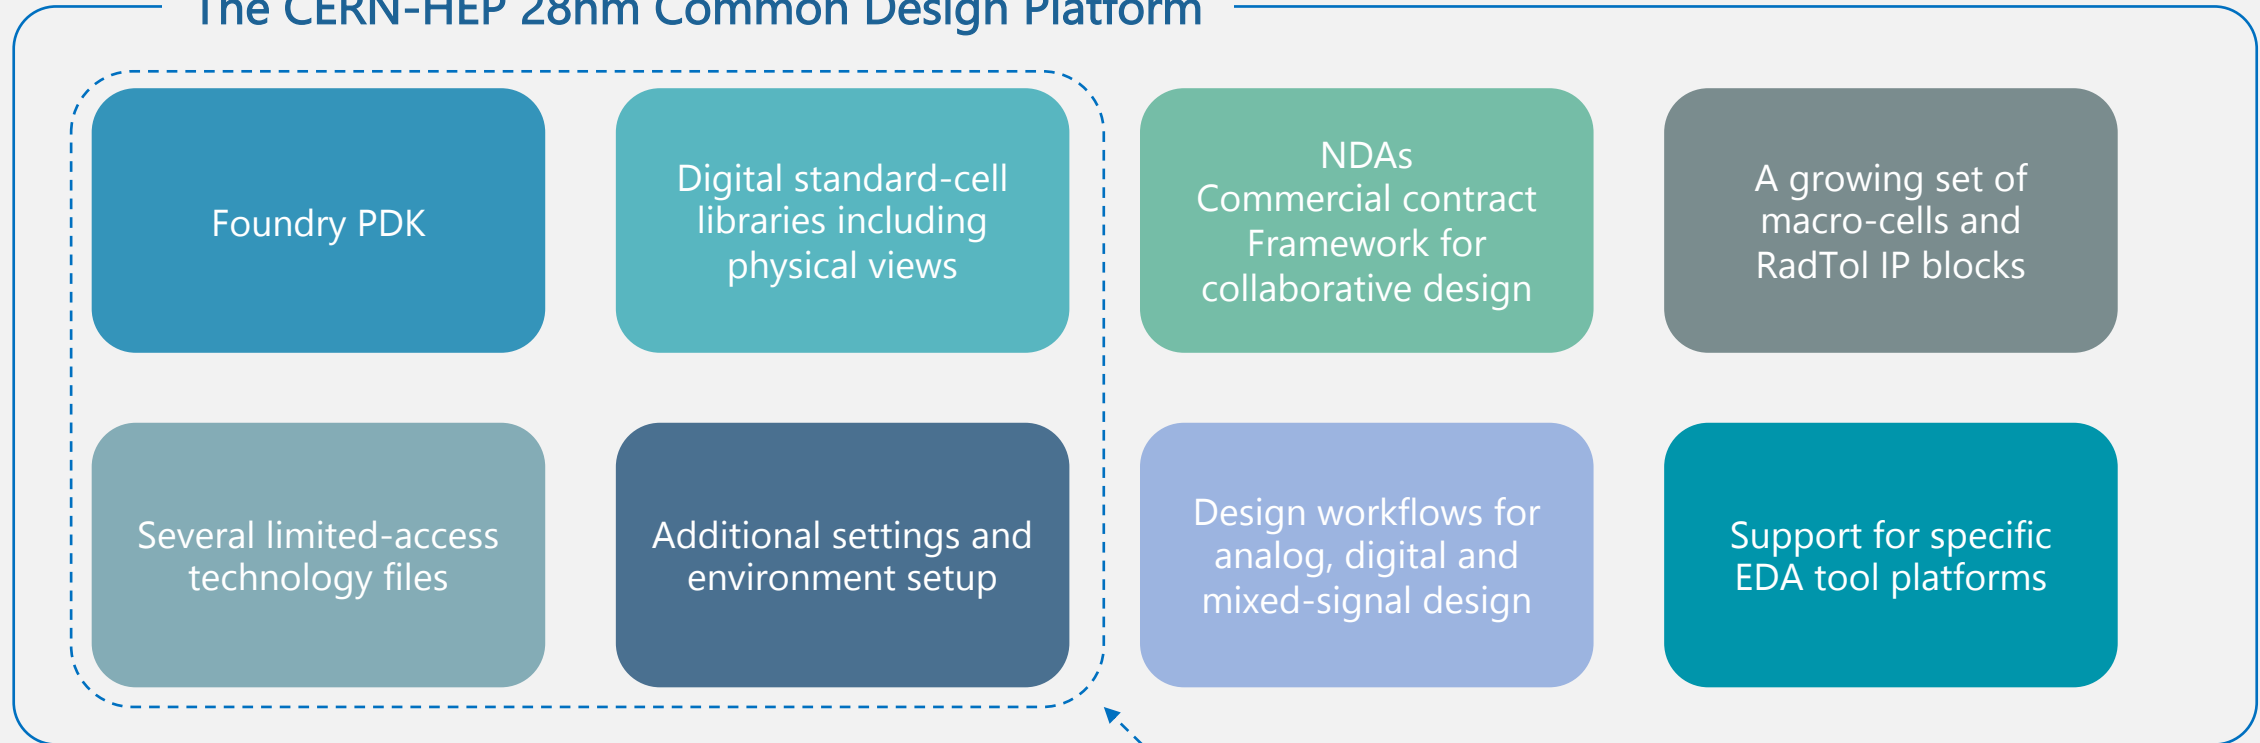 The CERN-HEP 28nm Common Design Platform
Foundry PDK
Digital standard-cell
libraries including
physical views
NDAs
Commercial contract
Framework for
collaborative design
A growing set of
macro-cells and
RadTol IP blocks
Several limited-access
technology files
Additional settings and
environment setup
Design workflows for
analog, digital and
mixed-signal design
Support for specific
EDA tool platforms